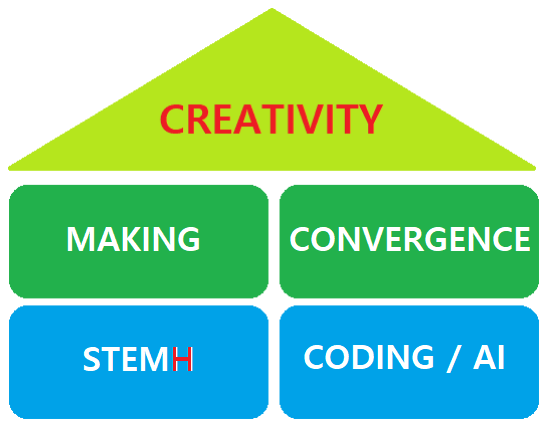 CREATIVITY
MAKING
CONVERGENCE
STEMH
CODING / AI